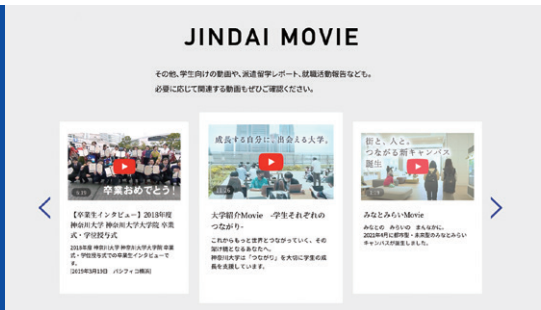 JINDAI MOVIE
その他、学生向けの動画や、派遣留学レポート、就職活動報告なども。
必要に応じて関連する動画もぜひご確認ください。
卒業おめでとう!
【卒業生インタビュー】2018年度
神奈川大学 神奈川大学大学院 卒業
式・学位授与式
2018年度 神奈川大学 神奈川大学大学院 卒業
式・学位授与式での卒業生インタビューで
す。
(2019年3月19日 パシフィコ横浜)
成長する自分に、出会える大学。
大学紹介Movie -学生それぞれの
つながり-
これからもっと世界とつながっていく、その
架け橋となるあなたへ。
神奈川大学は「つながり」を大切に学生の成
長を支援しています。
街と、人と、
つながる新キャンパス
誕生
みなとみらいMovie
みなとの みらいの まんなかに。
2021年4月に都市型・未来型のみなとみらい
キャンパスが誕生しました。